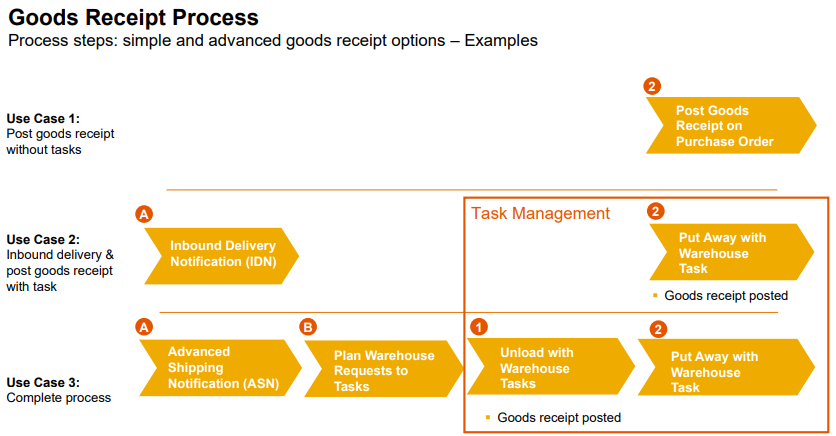 Goods Receipt Process
Process steps: simple and advanced goods receipt options – Examples
Use Case 1:
Post goods receipt
without tasks
2
Post Goods
Receipt on
Purchase Order
Use Case 2:
Inbound delivery &
post goods receipt
with task
A
Inbound Delivery
Notification (IDN)
Task Management
2
Put Away with
Warehouse
Task
▪ Goods receipt posted
Use Case 3:
Complete process
A
Advanced
Shipping
Notification (ASN)
B
Plan Warehouse
Requests to
Tasks
1
Unload with
Warehouse
Tasks
▪ Goods receipt posted
2
Put Away with
Warehouse
Task